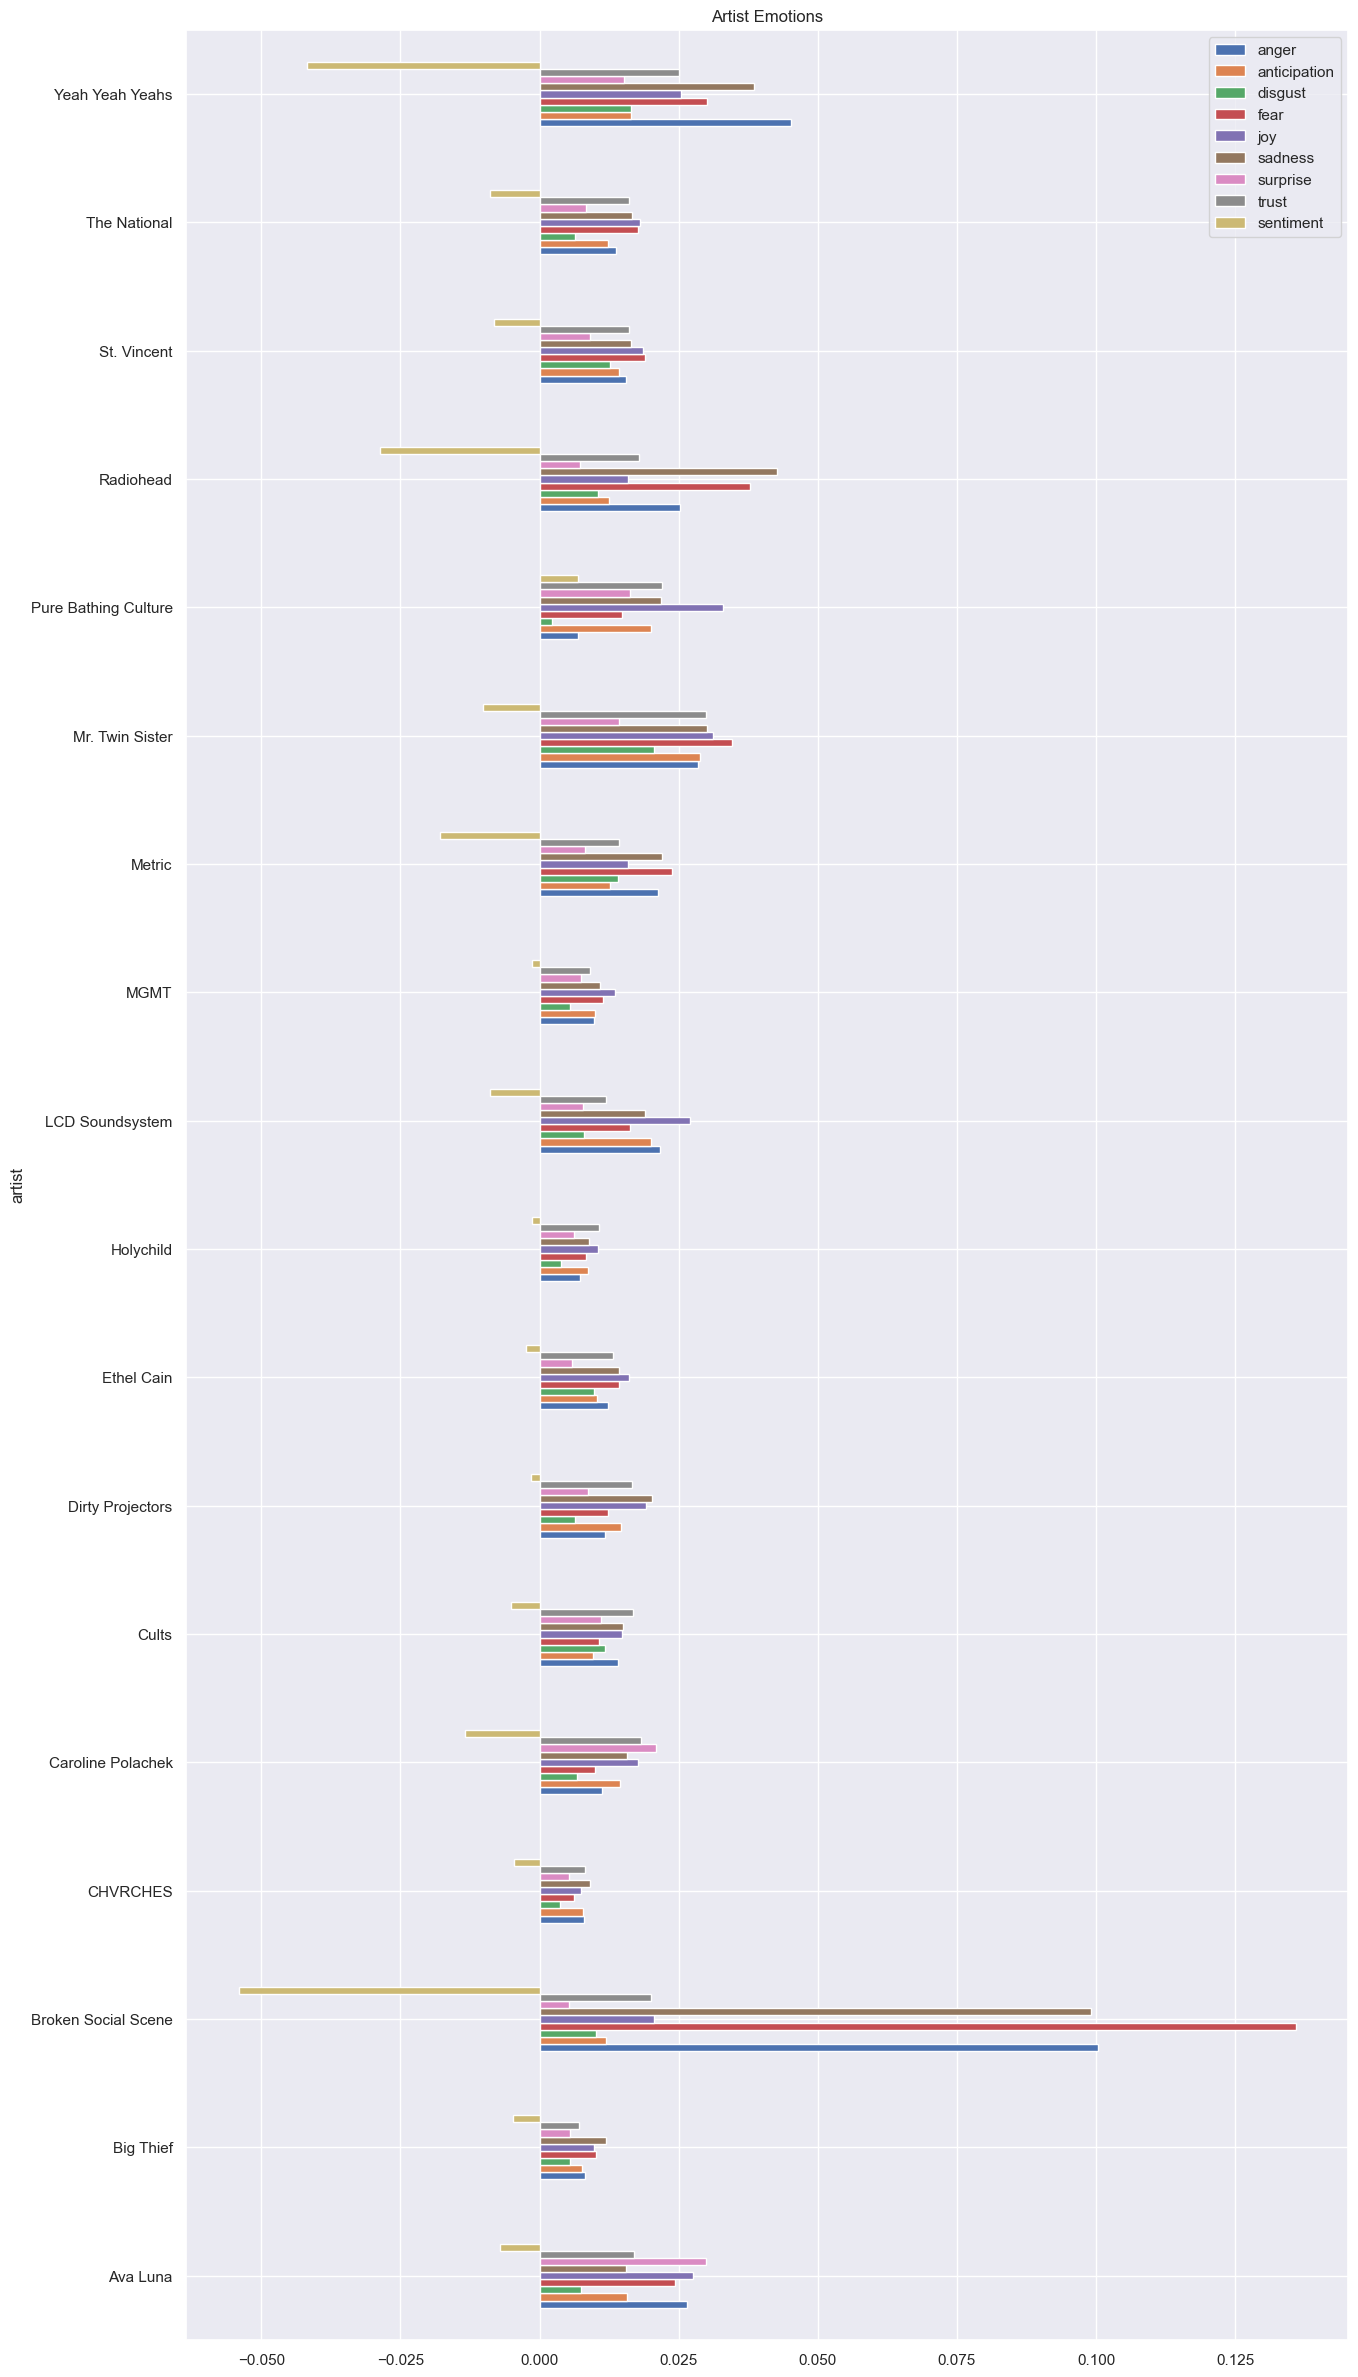 Artist Emotions
anger
anticipation
disgust
fear
joy
sadness
surprise
trust
sentiment
Yeah Yeah Yeahs
The National
St. Vincent
Radiohead
Pure Bathing Culture
Mr. Twin Sister
Metric
MGMT
LCD Soundsystem
artist
Holychild
Ethel Cain
Dirty Projectors
Cults
Caroline Polachek
CHVRCHES
Broken Social Scene
Big Thief
Ava Luna
−0.050 −0.025 0.000 0.025 0.050 0.075 0.100 0.125